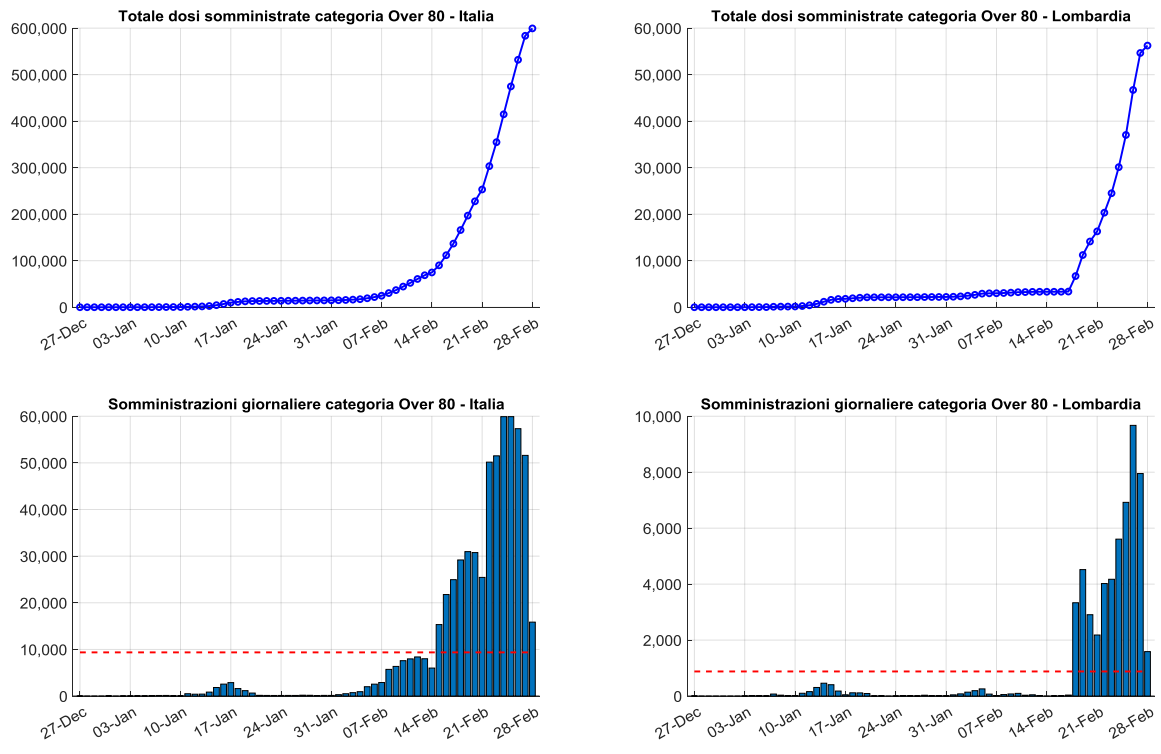 Totale dosi somministrate categoria Over 80 - Italia
600,000
500,000
400,000
300,000
200,000
100,000
0
27-Dec
03-Jan
10-Jan
17-Jan
24-Jan
31-Jan
07-Feb
14-Feb
21-Feb
28-Feb
Totale dosi somministrate categoria Over 80 - Lombardia
60,000
50,000
40,000
30,000
20,000
10,000
0
27-Dec
03-Jan
10-Jan
17-Jan
24-Jan
31-Jan
07-Feb
14-Feb
21-Feb
28-Feb
Somministrazioni giornaliere categoria Over 80 - Italia
60,000
50,000
40,000
30,000
20,000
10,000
0
27-Dec
03-Jan
10-Jan
17-Jan
24-Jan
31-Jan
07-Feb
14-Feb
21-Feb
28-Feb
Somministrazioni giornaliere categoria Over 80 - Lombardia
10,000
8,000
6,000
4,000
2,000
0
27-Dec
03-Jan
10-Jan
17-Jan
24-Jan
31-Jan
07-Feb
14-Feb
21-Feb
28-Feb